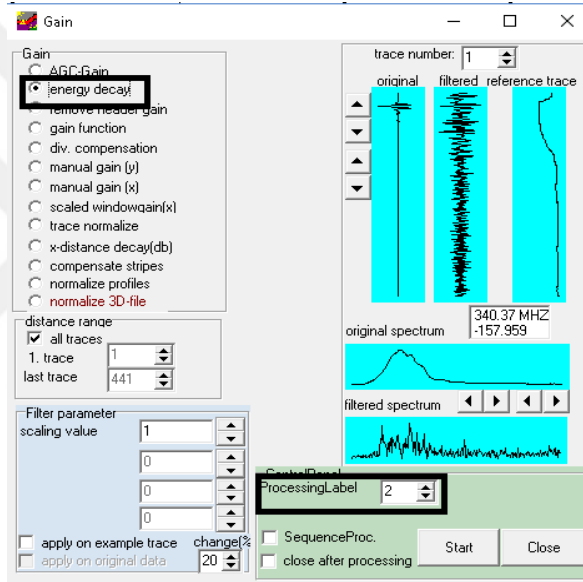 Gain
Gain
AGC-Gain
energy decay
remove header gain
gain function
div. compensation
manual gain (y)
manual gain (x)
scaled windowgain(x)
trace normalize
x-distance decay(db)
compensate stripes
normalize profiles
normalize 3D-file
distance range
all traces
1. trace 1
last trace 441
Filter parameter
scaling value 1
0
0
0
apply on example trace change(%
apply on original data 20
trace number: 1
original filtered reference trace
340.37 MHZ
original spectrum -157.959
filtered spectrum
ControlPanel
ProcessingLabel 2
SequenceProc.
close after processing Start Close